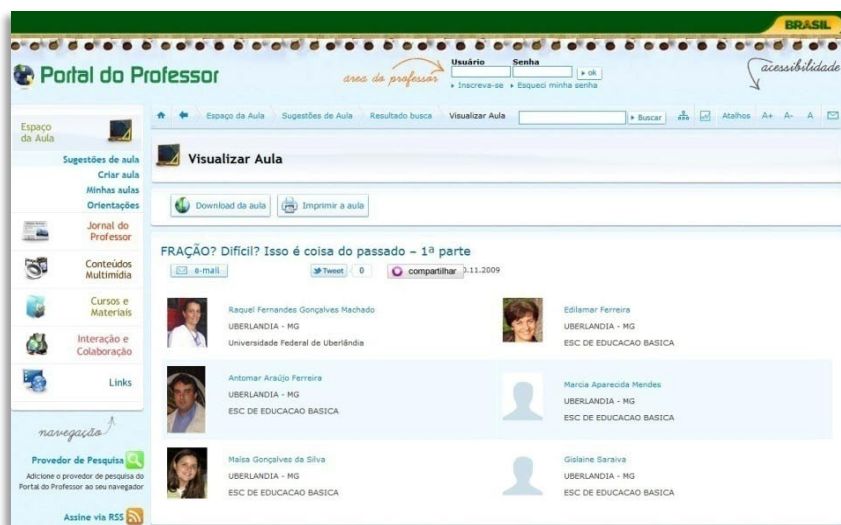 BRASIL
Portal do Professor
área do professor
Usuário
Senha
ok
Inscreva-se
Esqueci minha senha
acessibilidade
Espaço da Aula
Sugestões de Aula
Resultado busca
Visualizar Aula
Buscar
Atalhos
A+
A-
A
Espaço
da Aula
Sugestões de aula
Criar aula
Minhas aulas
Orientações
Jornal do
Professor
Conteúdos
Multimídia
Cursos e
Materiais
Interação e
Colaboração
Links
navegação
Provedor de Pesquisa
Adicione o provedor de pesquisa do
Portal do Professor ao seu navegador
Assine via RSS
Visualizar Aula
Download da aula
Imprimir a aula
FRAÇÃO? Difícil? Isso é coisa do passado – 1ª parte
e-mail
Tweet
0
compartilhar
.11.2009
Raquel Fernandes Gonçalves Machado
UBERLANDIA - MG
Universidade Federal de Uberlândia
Edilamar Ferreira
UBERLANDIA - MG
ESC DE EDUCACAO BASICA
Antomar Araújo Ferreira
UBERLANDIA - MG
ESC DE EDUCACAO BASICA
Marcia Aparecida Mendes
UBERLANDIA - MG
ESC DE EDUCACAO BASICA
Maísa Gonçalves da Silva
UBERLANDIA - MG
ESC DE EDUCACAO BASICA
Gislaine Saraiva
UBERLANDIA - MG
ESC DE EDUCACAO BASICA